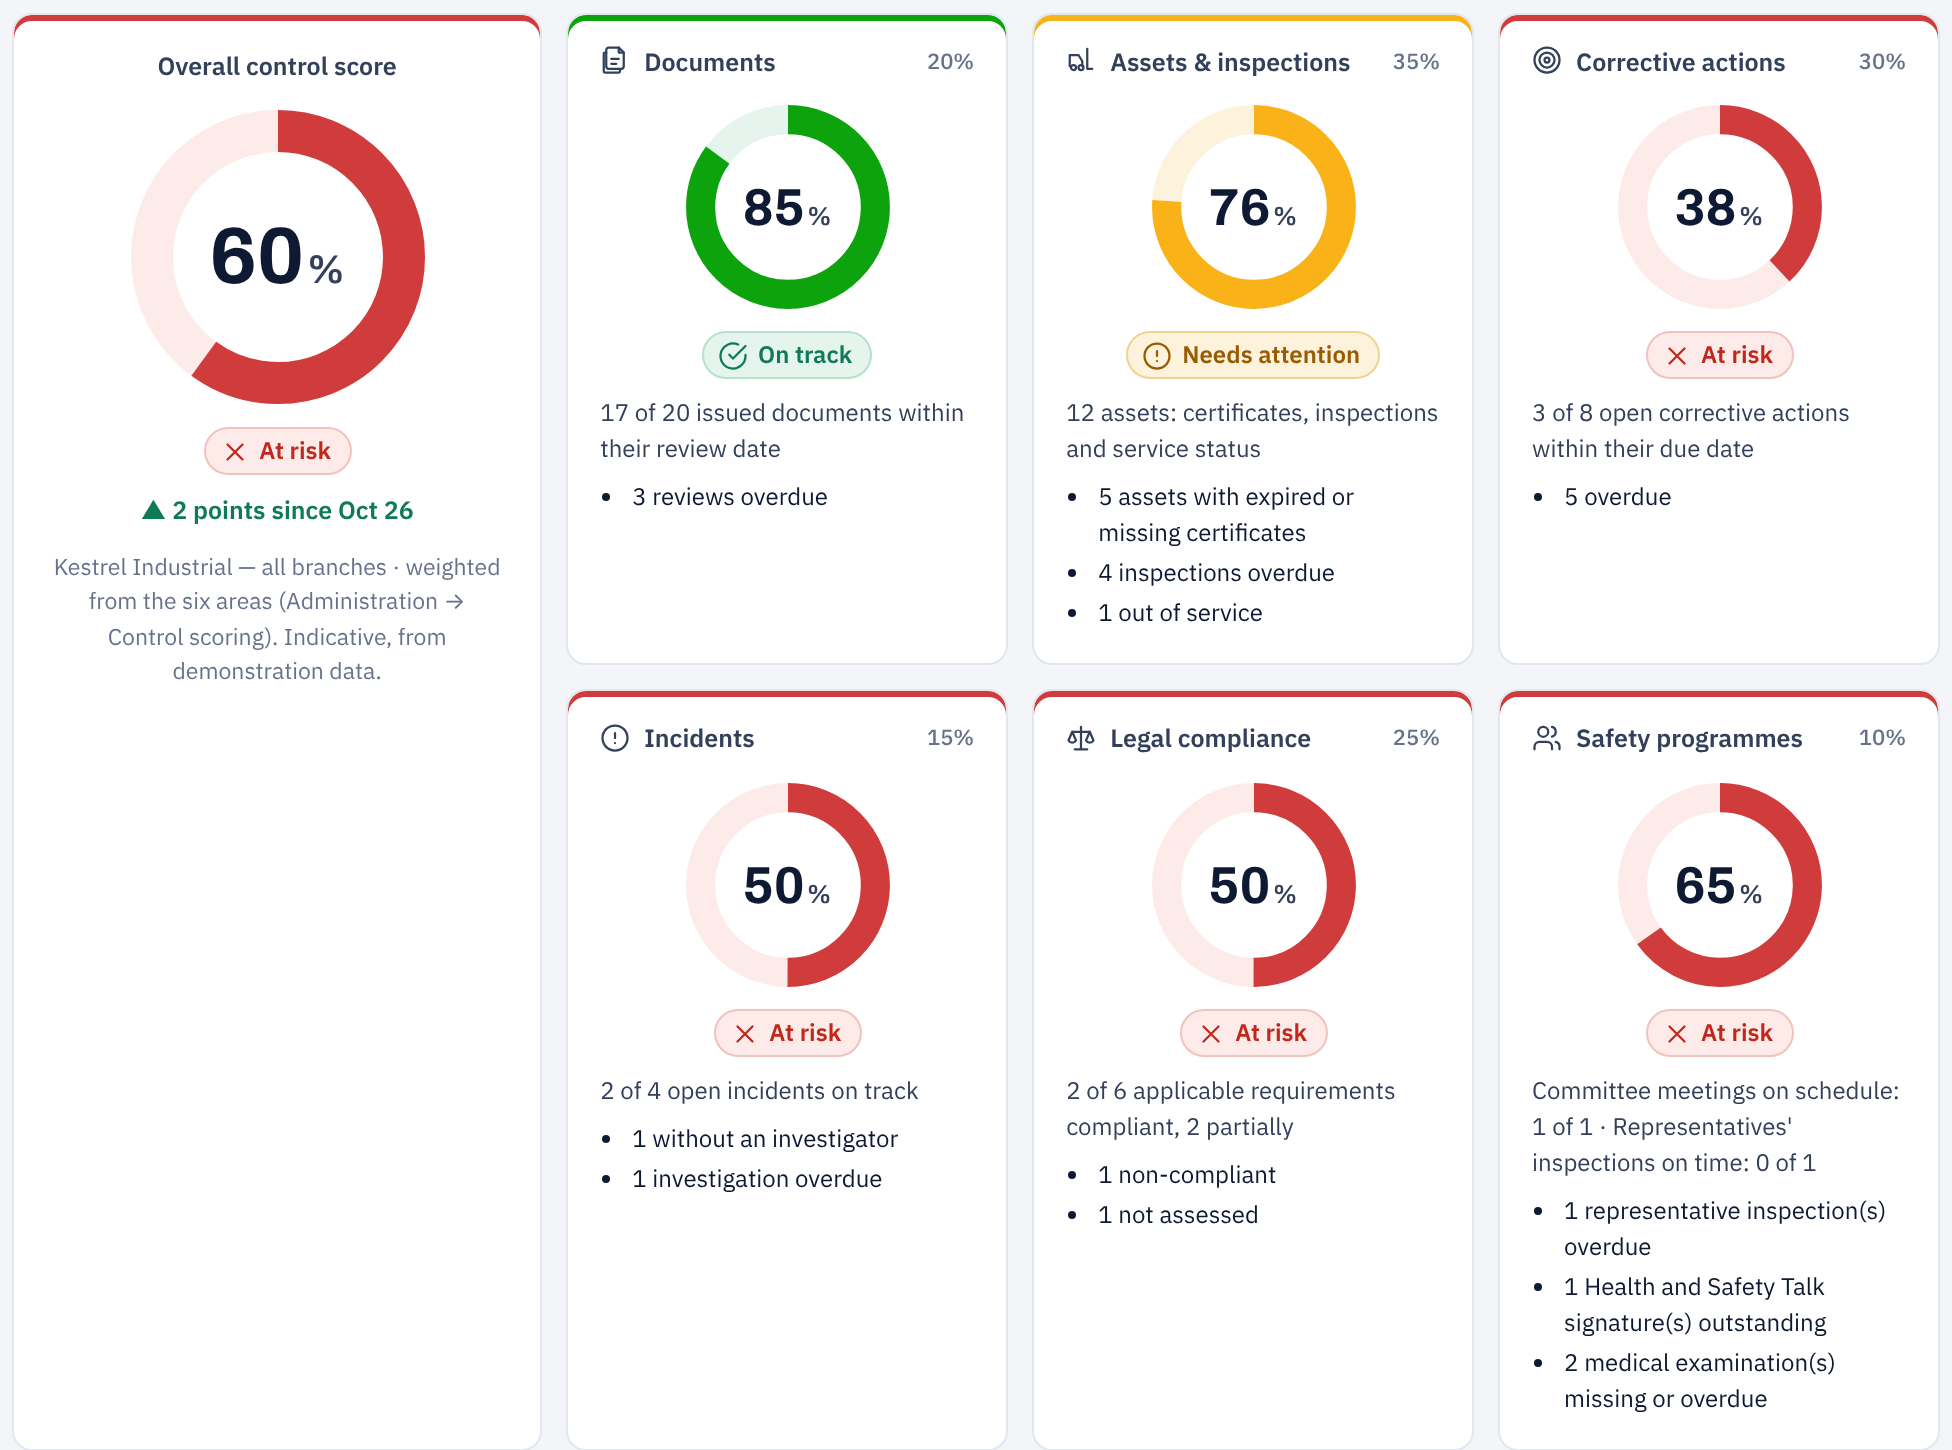 Overall control score
60%
At risk
▲ 2 points since Oct 26
Kestrel Industrial — all branches · weighted
from the six areas (Administration →
Control scoring). Indicative, from
demonstration data.
Documents 20%
85%
On track
17 of 20 issued documents within
their review date
• 3 reviews overdue
Assets & inspections 35%
76%
Needs attention
12 assets: certificates, inspections
and service status
• 5 assets with expired or
missing certificates
• 4 inspections overdue
• 1 out of service
Corrective actions 30%
38%
At risk
3 of 8 open corrective actions
within their due date
• 5 overdue
Incidents 15%
50%
At risk
2 of 4 open incidents on track
• 1 without an investigator
• 1 investigation overdue
Legal compliance 25%
50%
At risk
2 of 6 applicable requirements
compliant, 2 partially
• 1 non-compliant
• 1 not assessed
Safety programmes 10%
65%
At risk
Committee meetings on schedule:
1 of 1 · Representatives'
inspections on time: 0 of 1
• 1 representative inspection(s)
overdue
• 1 Health and Safety Talk
signature(s) outstanding
• 2 medical examination(s)
missing or overdue